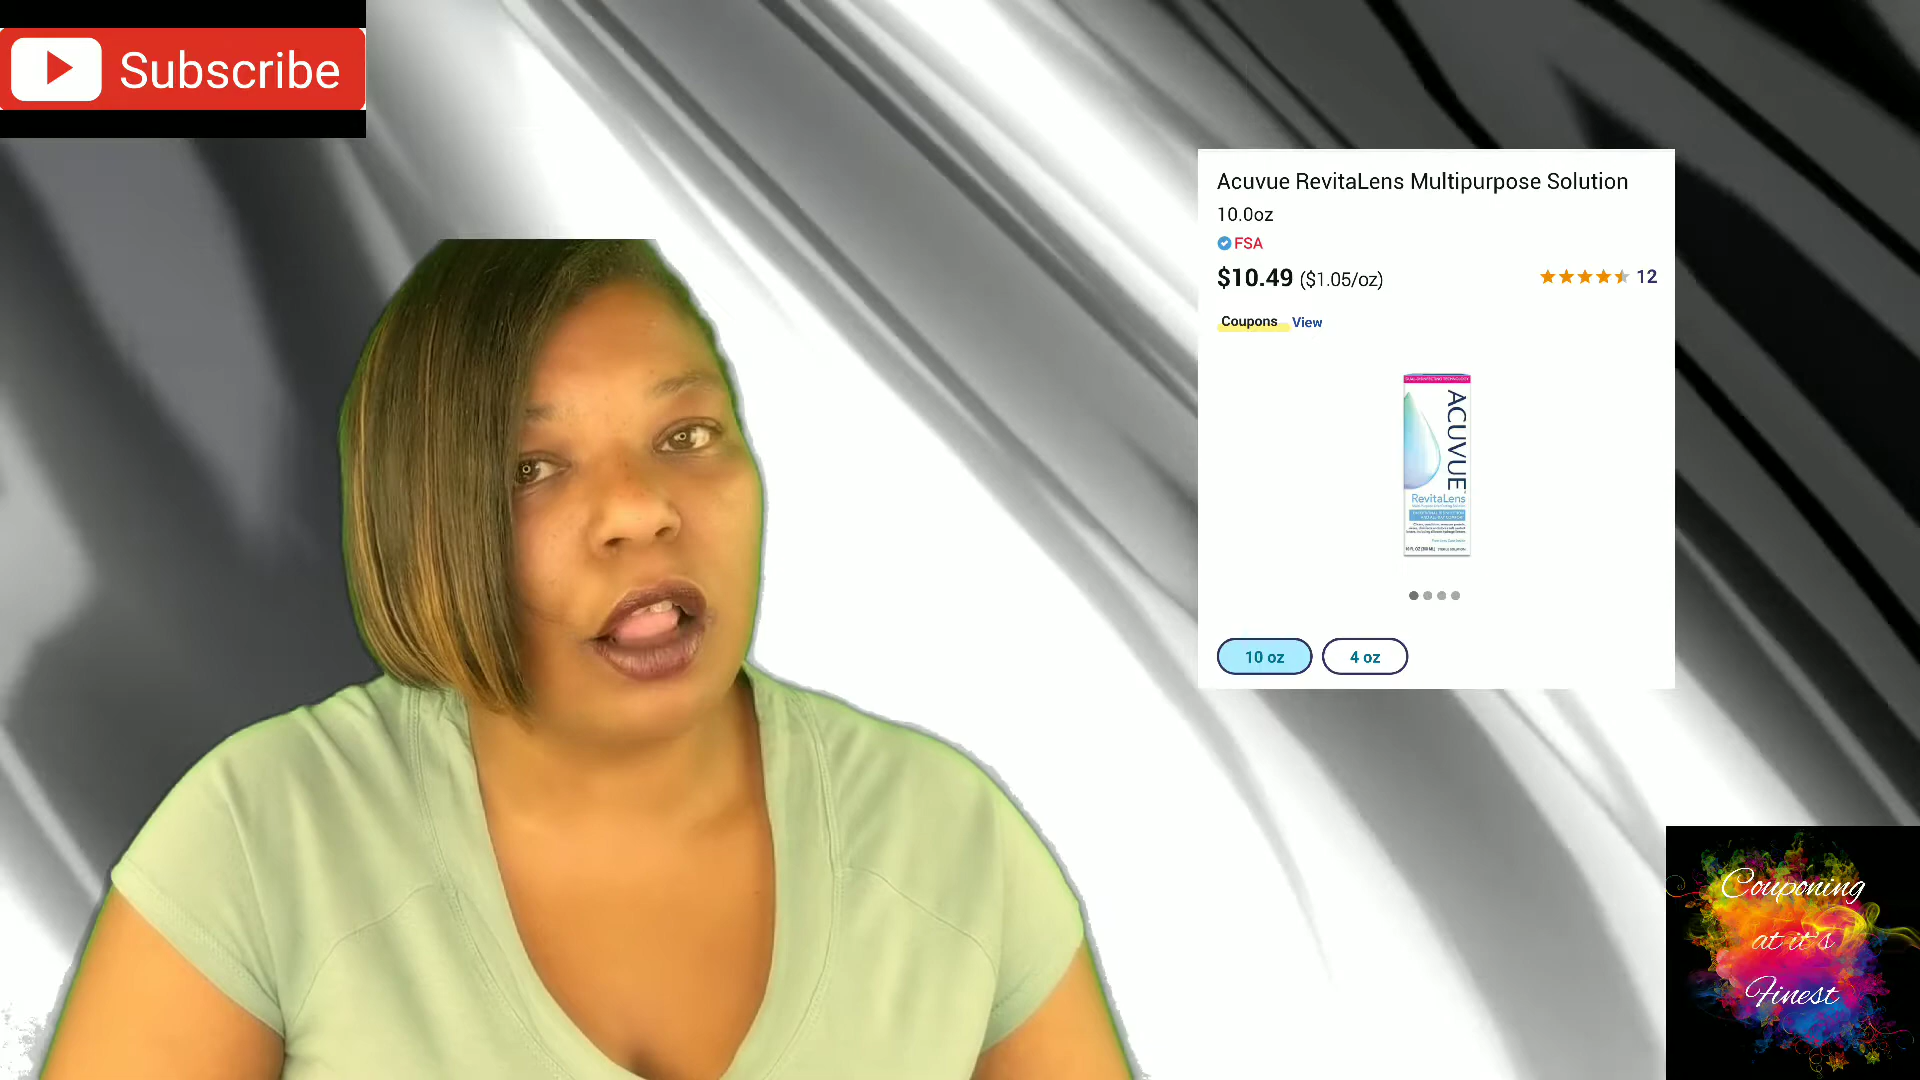 Subscribe
Acuvue RevitaLens Multipurpose Solution
10.0oz
FSA
$10.49 ($1.05/oz)
12
Coupons View
ACUVUE
RevitaLens
10 oz
4 oz
Couponing
at it's
Finest